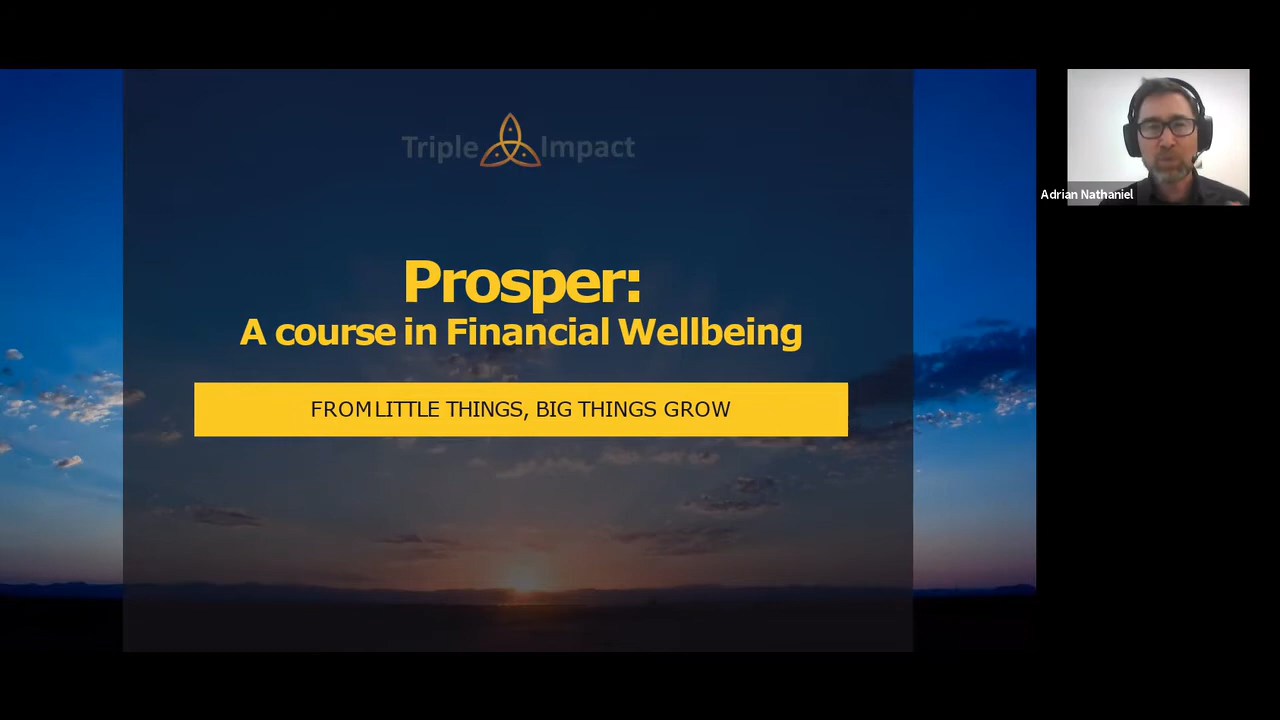 Triple Impact
Prosper:
A course in Financial Wellbeing
FROM LITTLE THINGS, BIG THINGS GROW
Adrian Nathaniel